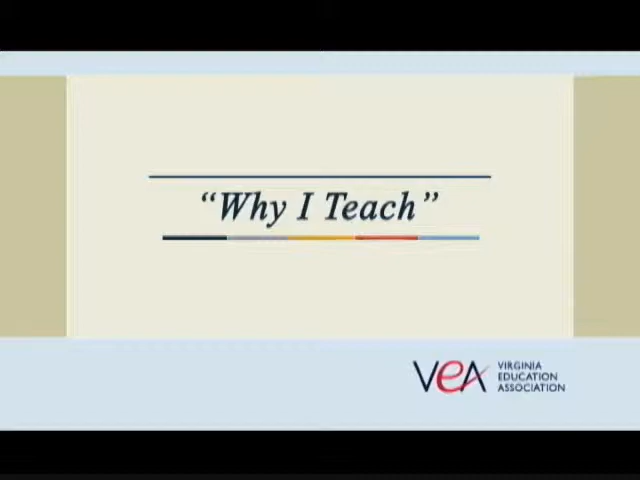 “Why I Teach”
VEA
VIRGINIA
EDUCATION
ASSOCIATION